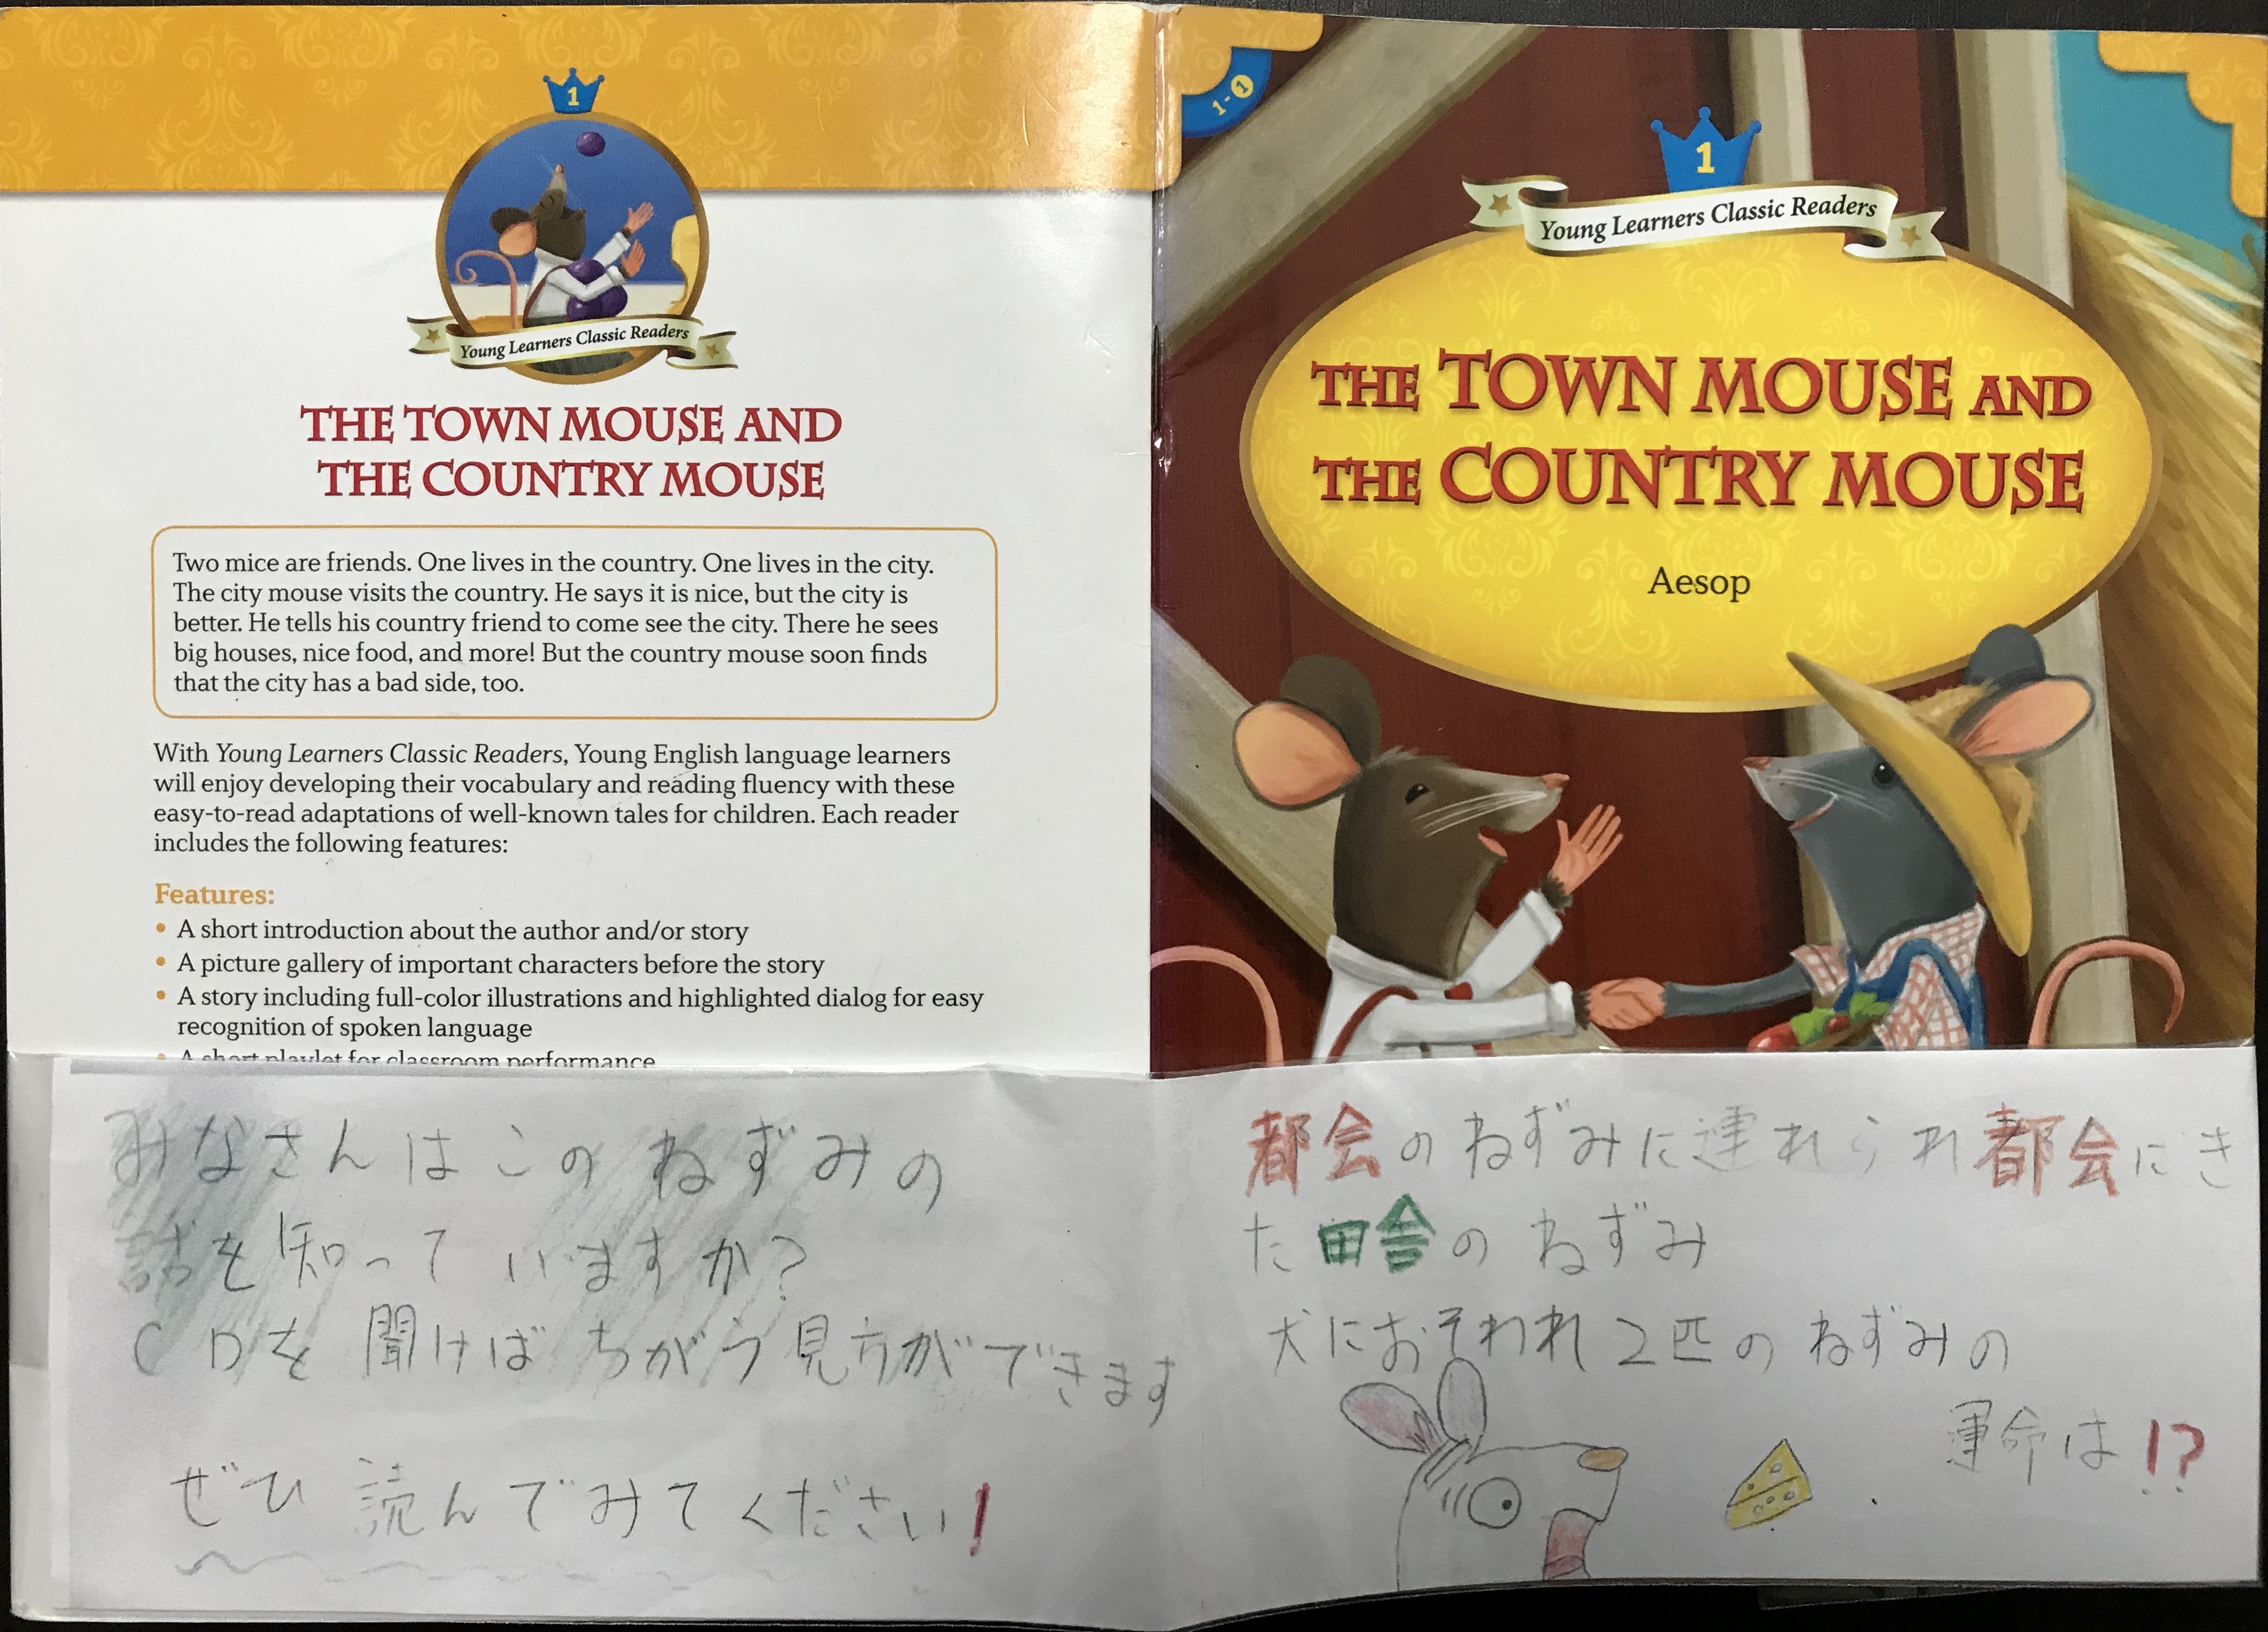 1
Young Learners Classic Readers
THE TOWN MOUSE AND
THE COUNTRY MOUSE
Two mice are friends. One lives in the country. One lives in the city.
The city mouse visits the country. He says it is nice, but the city is
better. He tells his country friend to come see the city. There he sees
big houses, nice food, and more! But the country mouse soon finds
that the city has a bad side, too.
With Young Learners Classic Readers, Young English language learners
will enjoy developing their vocabulary and reading fluency with these
easy-to-read adaptations of well-known tales for children. Each reader
includes the following features:
Features:
• A short introduction about the author and/or story
• A picture gallery of important characters before the story
• A story including full-color illustrations and highlighted dialog for easy
recognition of spoken language
• A short playlet for classroom performance
みなさんはこのねずみの
話を知っていますか?
CDを聞けばちがう見方ができます
ぜひ読んでみてください!
1-1
1
Young Learners Classic Readers
THE TOWN MOUSE AND
THE COUNTRY MOUSE
Aesop
都会のねずみに連れられ都会にき
た田舎のねずみ
犬におそわれ2匹のねずみの
運命は!?